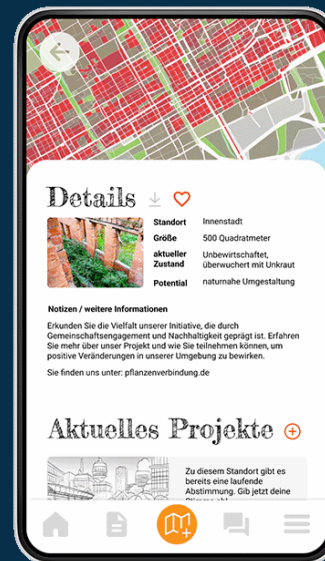 Details
Standort Innenstadt
Größe 500 Quadratmeter
aktueller Zustand Unbewirtschaftet, überwuchert mit Unkraut
Potential naturnahe Umgestaltung
Notizen / weitere Informationen
Erkunden Sie die Vielfalt unserer Initiative, die durch
Gemeinschaftsengagement und Nachhaltigkeit geprägt ist. Erfahren
Sie mehr über unser Projekt und wie Sie teilnehmen können, um
positive Veränderungen in unserer Umgebung zu bewirken.
Sie finden uns unter: pflanzenverbindung.de
Aktuelles Projekte
Zu diesem Standort gibt es
bereits eine laufende
Abstimmung. Gib jetzt deine